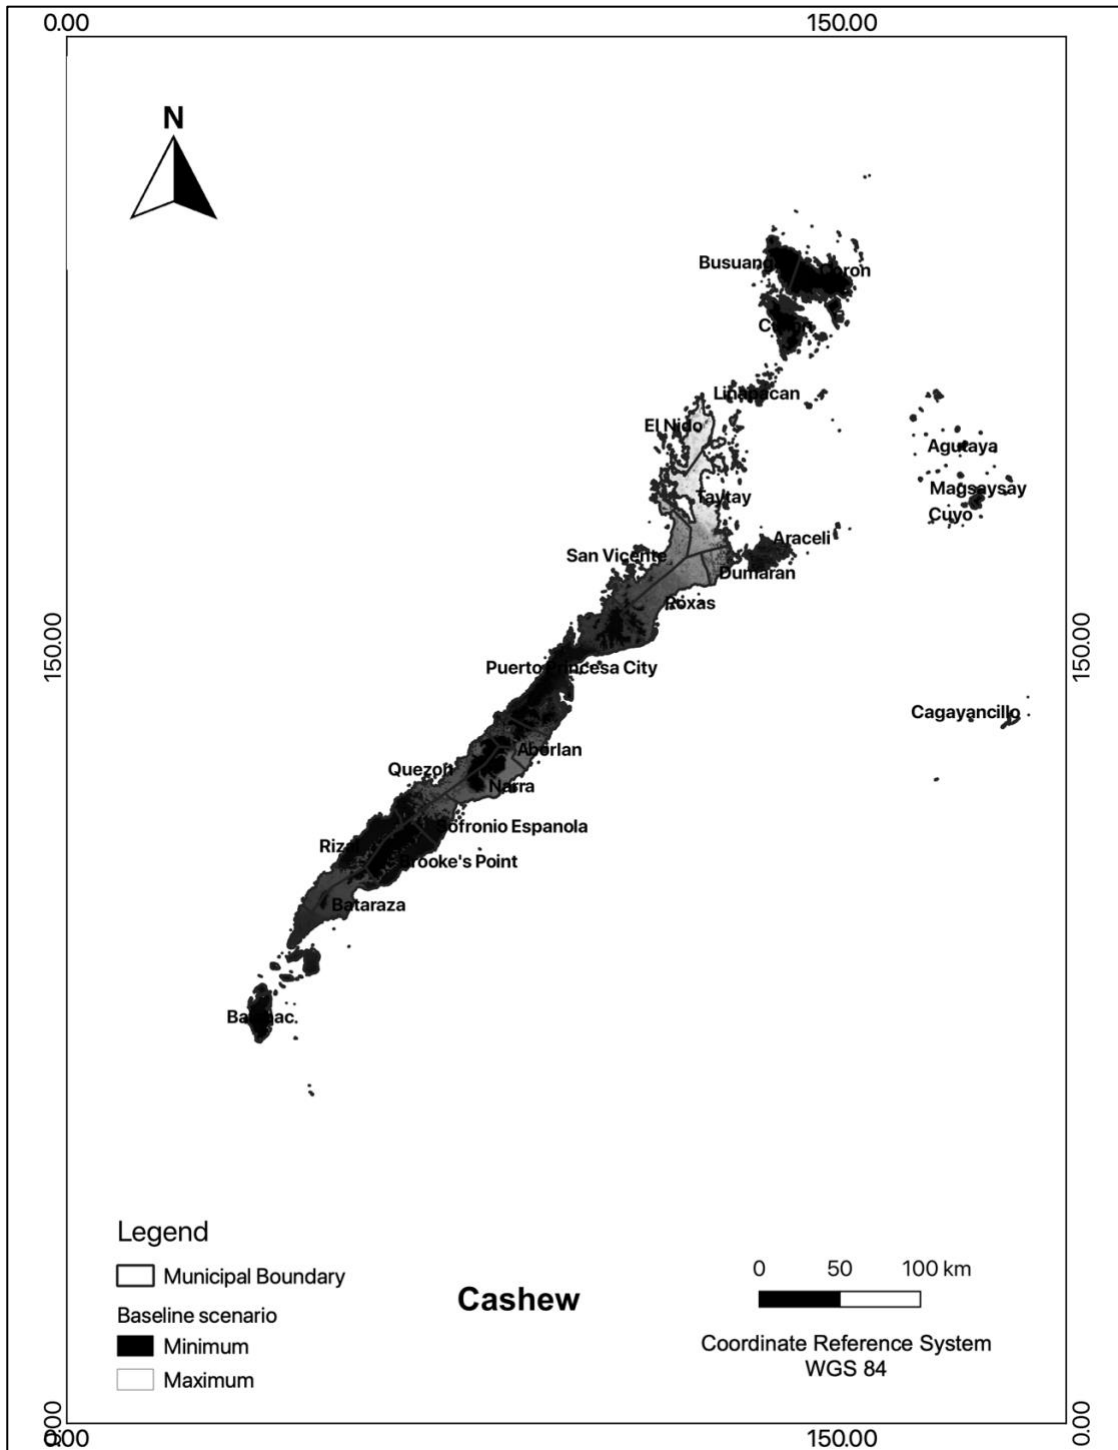 0.00 150.00
N
Busuang
Coron
Linapacan
El Nido
Agutaya
Taytay
Magsaysay
Cuyo
Araceli
San Vicente
Dumaran
Roxas
150.00 150.00
Puerto Princesa City
Cagayancillo
Aborlan
Quezon
Narra
Sofronio Espanola
Rizal
Brooke's Point
Bataraza
Legend
Municipal Boundary
Baseline scenario
Minimum
Maximum
Cashew
0 50 100 km
Coordinate Reference System
WGS 84
0.00 0.00
0.00 150.00